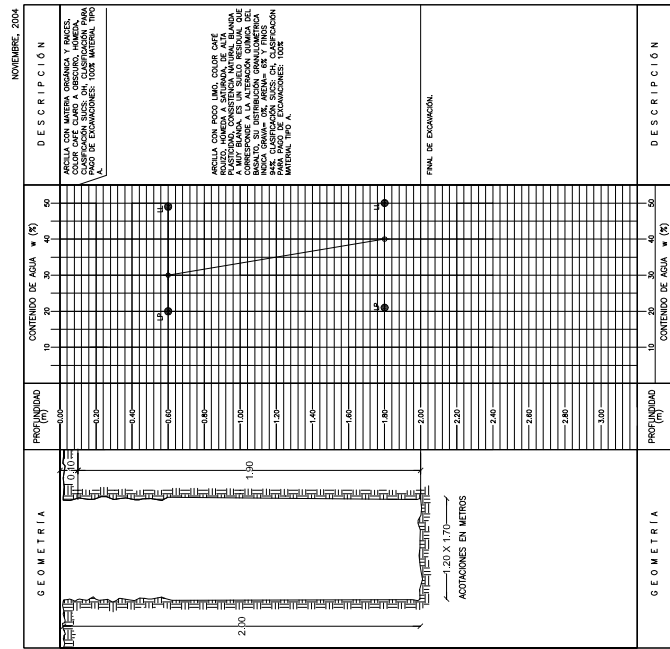 NOVIEMBRE, 2004
GEOMETRÍA
PROFUNDIDAD
(m)
CONTENIDO DE AGUA w (%)
10
20
30
40
50
DESCRIPCIÓN
0.00
0.20
0.40
0.60
0.80
1.00
1.20
1.40
1.60
1.80
2.00
2.20
2.40
2.60
2.80
3.00
2.00
0.10
1.90
1.20 X 1.70
ACOTACIONES EN METROS
LP
LL
LP
LL
ARCILLA CON MATERIA ORGÁNICA Y RAICES,
COLOR CAFÉ CLARO A OBSCURO, HÚMEDA,
CLASIFICACIÓN SUCS: OH, CLASIFICACIÓN PARA
PAGO DE EXCAVACIONES: 100% MATERIAL TIPO
A.
ARCILLA CON POCO LIMO, COLOR CAFÉ
ROJIZO, HÚMEDA A SATURADA, DE ALTA
PLASTICIDAD, CONSISTENCIA NATURAL BLANDA
A MUY BLANDA. ES UN SUELO RESIDUAL QUE
CORRESPONDE A LA ALTERACIÓN QUÍMICA DEL
BASALTO, SU DISTRIBUCIÓN GRANULOMÉTRICA
INDICA GRAVA= 0%, ARENA= 6% Y FINOS
94%. CLASIFICACIÓN SUCS: CH, CLASIFICACIÓN
PARA PAGO DE EXCAVACIONES: 100%
MATERIAL TIPO A.
FINAL DE EXCAVACIÓN.
GEOMETRÍA
PROFUNDIDAD
(m)
10
20
30
40
50
CONTENIDO DE AGUA w (%)
DESCRIPCIÓN